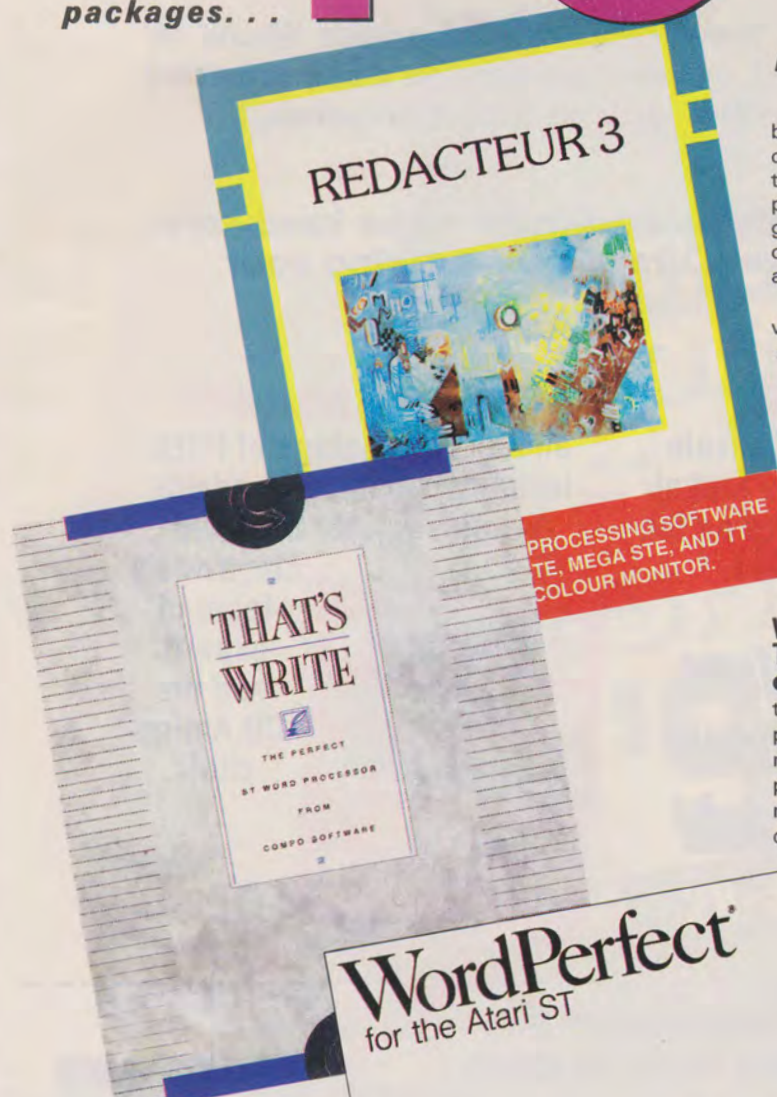 packages. . .
REDACTEUR 3
PROCESSING SOFTWARE
TE, MEGA STE, AND TT
COLOUR MONITOR.
THAT'S
WRITE
THE PERFECT
ST WORD PROCESSOR
FROM
COMPO SOFTWARE
WordPerfect®
for the Atari ST